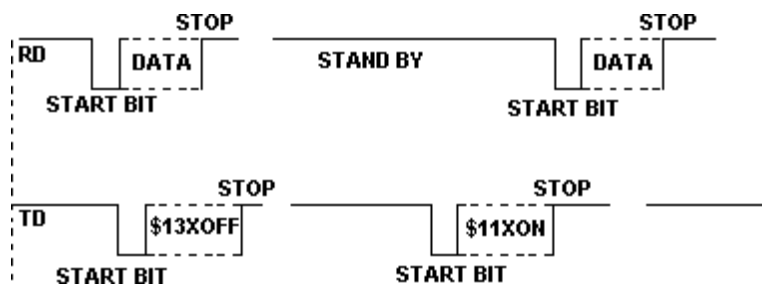 STOP STOP
RD DATA STAND BY DATA
START BIT START BIT
STOP STOP
TD $13XOFF $11XON
START BIT START BIT